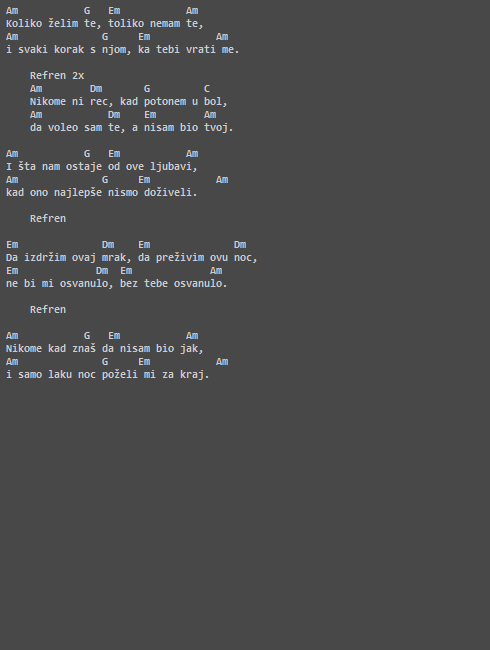 Am           G   Em           Am
Koliko želim te, toliko nemam te,
Am              G     Em           Am
i svaki korak s njom, ka tebi vrati me.

    Refren 2x
    Am        Dm       G         C
    Nikome ni rec, kad potonem u bol,
    Am           Dm    Em        Am
    da voleo sam te, a nisam bio tvoj.

Am           G   Em           Am
I šta nam ostaje od ove ljubavi,
Am              G     Em           Am
kad ono najlepše nismo doživeli.

    Refren

Em              Dm    Em              Dm
Da izdržim ovaj mrak, da preživim ovu noc,
Em             Dm  Em             Am
ne bi mi osvanulo, bez tebe osvanulo.

    Refren

Am           G   Em           Am
Nikome kad znaš da nisam bio jak,
Am              G     Em           Am
i samo laku noc poželi mi za kraj.